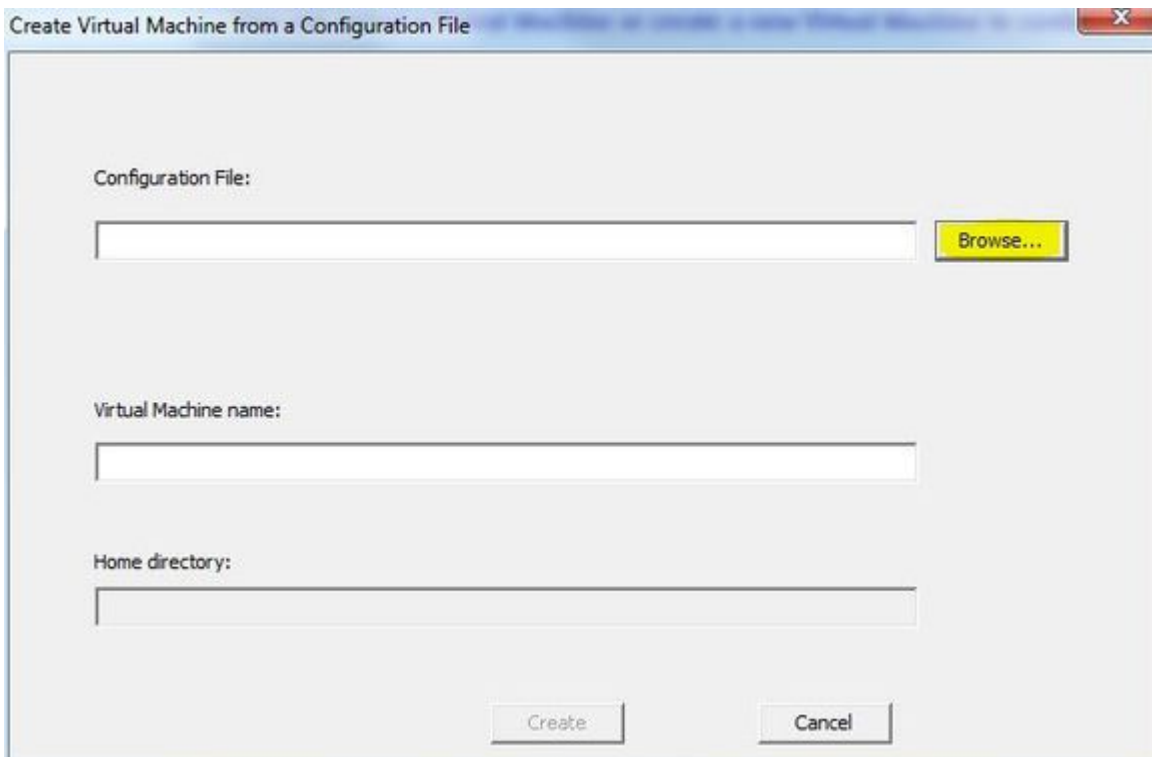 Create Virtual Machine from a Configuration File
Configuration File:
Browse...
Virtual Machine name:
Home directory:
Create
Cancel